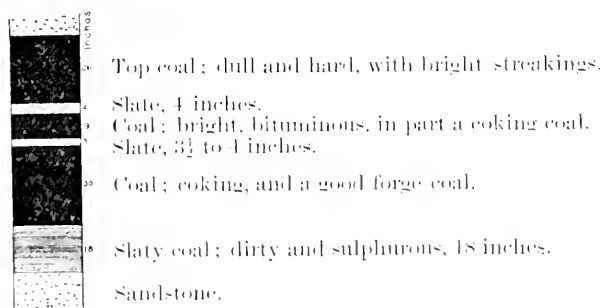 Inches
Top coal; dull and hard, with bright streakings.
Slate, 4 inches.
Coal; bright, bituminous, in part a coking coal.
Slate, 3½ to 4 inches.
Coal; coking, and a good forge coal.
30
18
Slaty coal; dirty and sulphurous, 18 inches.
Sandstone.